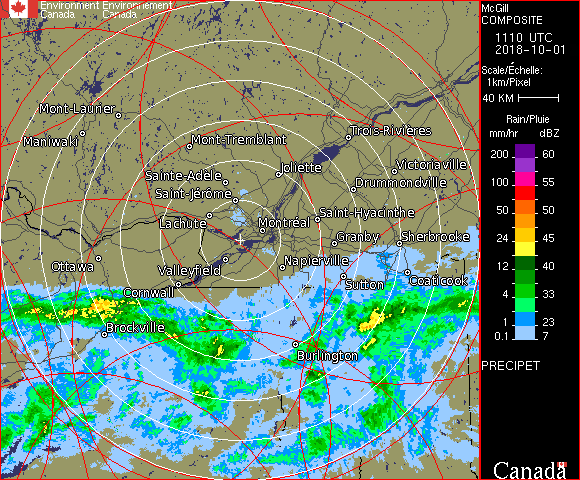 Environment Environnement
Canada Canada
McGill
COMPOSITE
1110 UTC
2018-10-01
Scale/Échelle:
1km/Pixel
40 KM
Rain/Pluie
mm/hr dBZ
200 60
100 55
50 50
24 45
12 40
4 33
1 23
0.1 7
PRECIPET
Canada
Mont-Laurier
Maniwaki
Mont-Tremblant
Trois-Rivières
Sainte-Adèle
Joliette
Victoriaville
Saint-Jérôme
Drummondville
Lachute
Montréal
Saint-Hyacinthe
Granby
Sherbrooke
Ottawa
Valleyfield
Napierville
Cornwall
Sutton
Coaticook
Brockville
Burlington